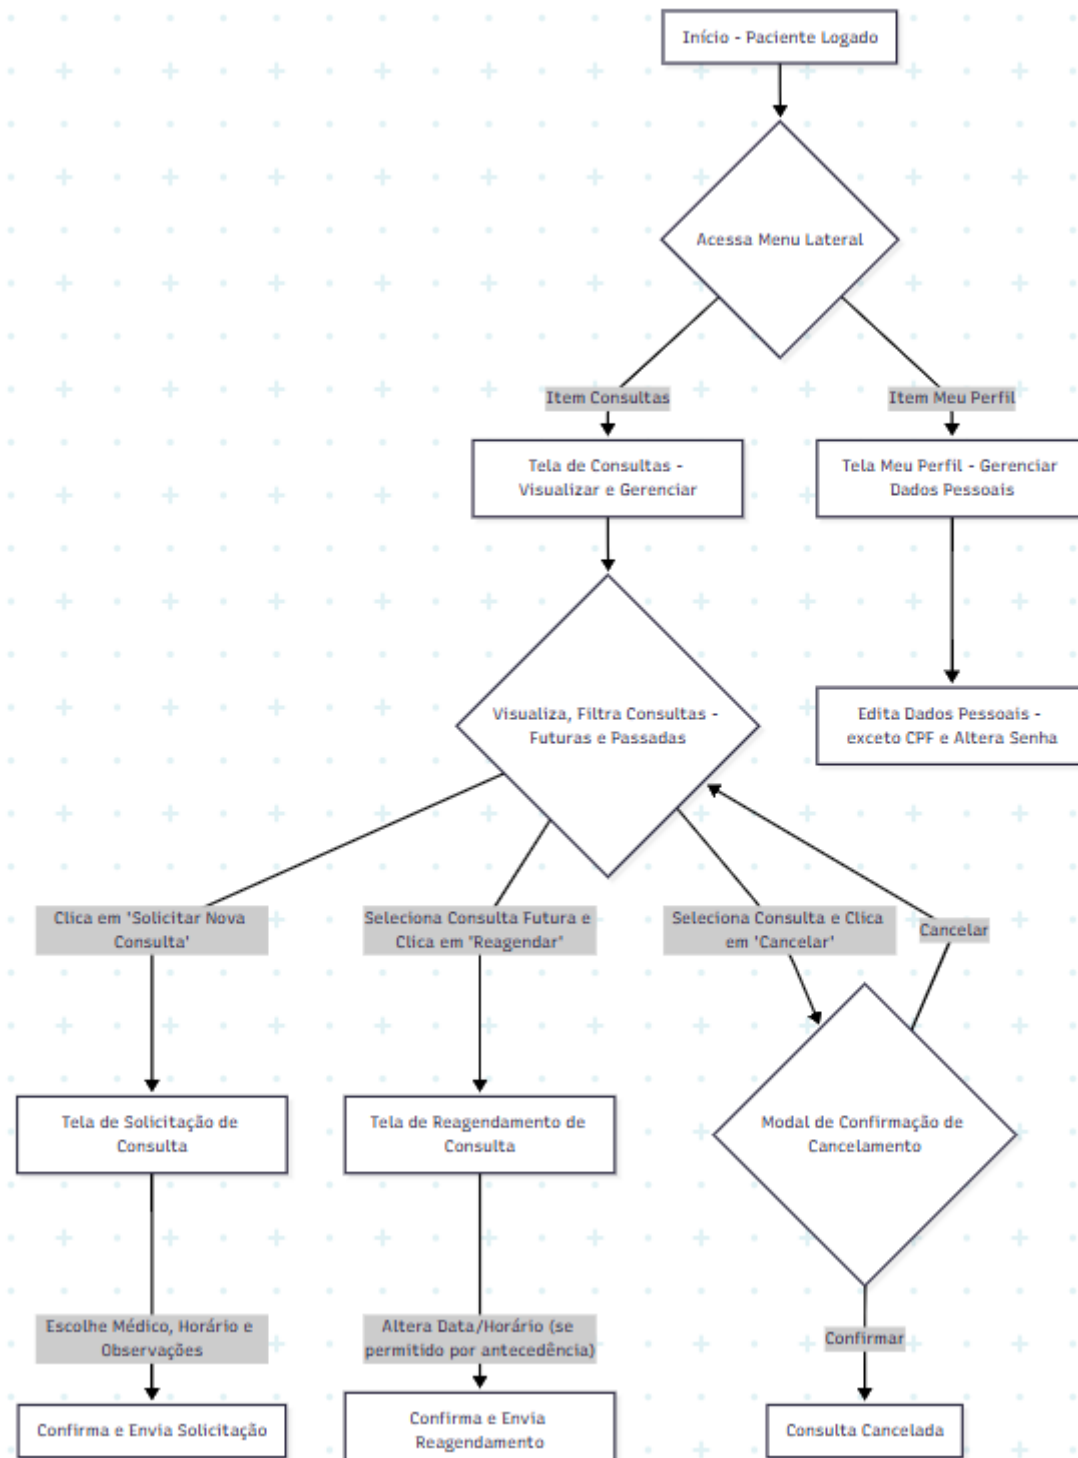 Início - Paciente Logado
Acessa Menu Lateral
Item Consultas
Item Meu Perfil
Tela de Consultas -
Visualizar e Gerenciar
Tela Meu Perfil - Gerenciar
Dados Pessoais
Visualiza, Filtra Consultas -
Futuras e Passadas
Edita Dados Pessoais -
exceto CPF e Altera Senha
Clica em 'Solicitar Nova
Consulta'
Seleciona Consulta Futura e
Clica em "Reagendar"
Seleciona Consulta e Clica
em 'Cancelar'
Cancelar
Tela de Solicitação de
Consulta
Tela de Reagendamento de
Consulta
Modal de Confirmação de
Cancelamento
Escolhe Médico, Horário e
Observações
Altera Data/Horário (se
permitido por antecedência)
Confirmar
Confirma e Envia Solicitação
Confirma e Envia
Reagendamento
Consulta Cancelada